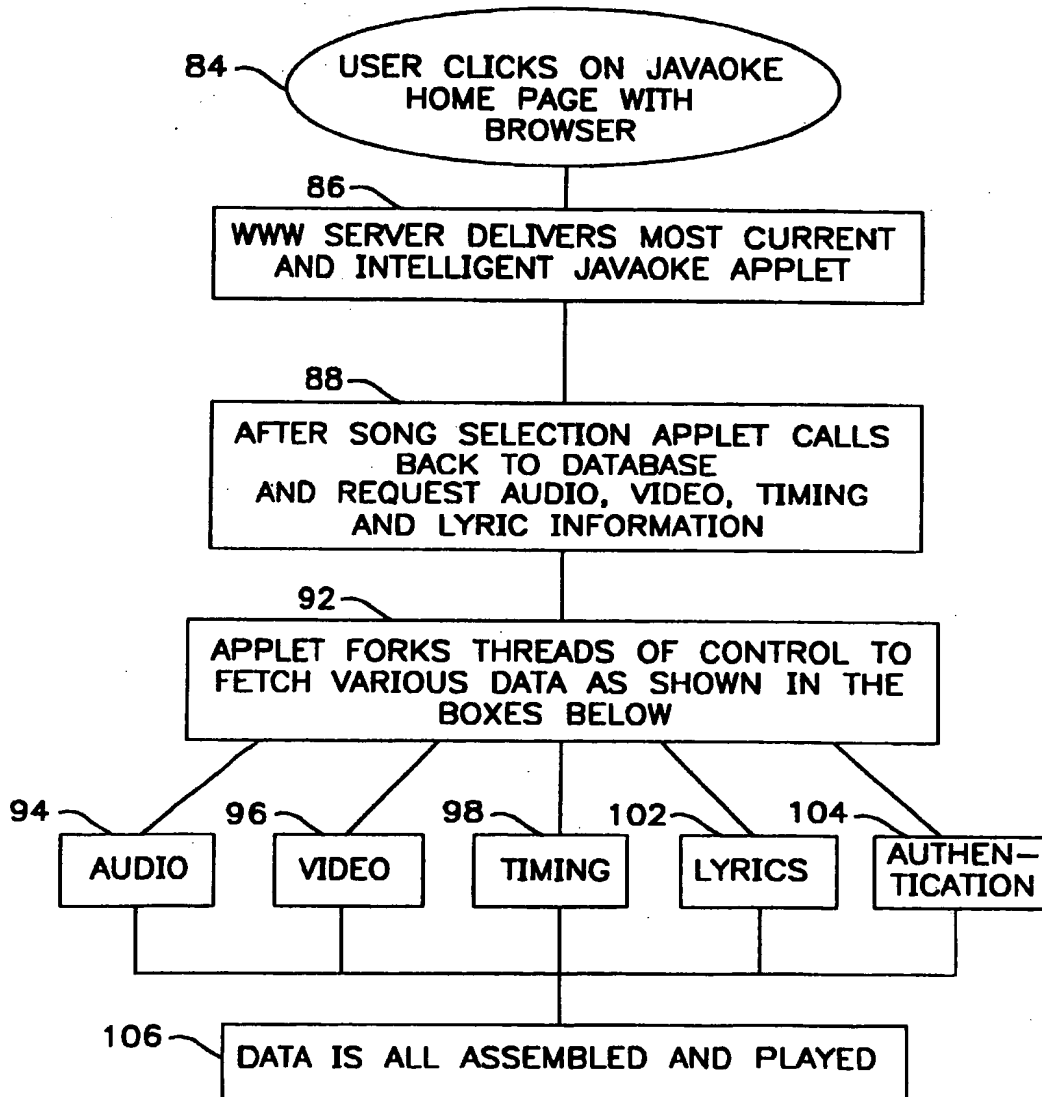 84
USER CLICKS ON JAVAOKE
HOME PAGE WITH
BROWSER
86
WWW SERVER DELIVERS MOST CURRENT
AND INTELLIGENT JAVAOKE APPLET
88
AFTER SONG SELECTION APPLET CALLS
BACK TO DATABASE
AND REQUEST AUDIO, VIDEO, TIMING
AND LYRIC INFORMATION
92
APPLET FORKS THREADS OF CONTROL TO
FETCH VARIOUS DATA AS SHOWN IN THE
BOXES BELOW
94
AUDIO
96
VIDEO
98
TIMING
102
LYRICS
104
AUTHEN-
TICATION
106
DATA IS ALL ASSEMBLED AND PLAYED